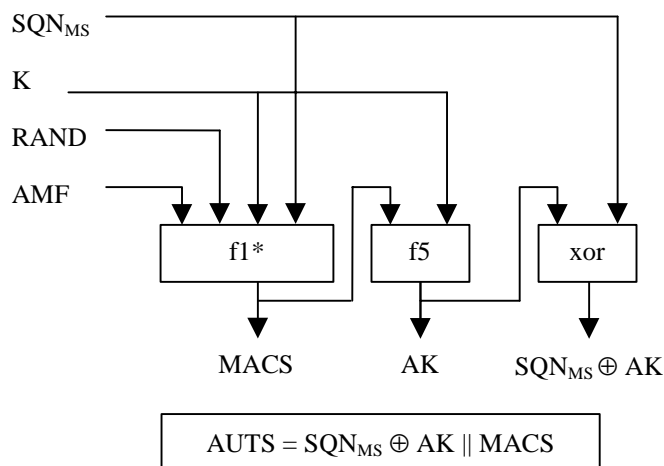 SQN_MS
K
RAND
AMF
f1* f5 xor
MACS AK SQN_MS ⊕ AK
AUTS = SQN_MS ⊕ AK || MACS